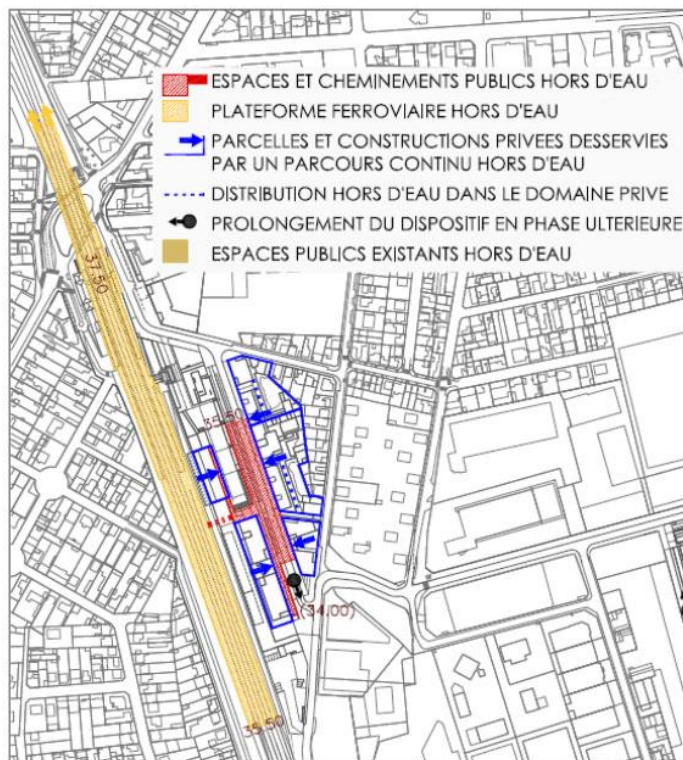 ESPACES ET CHEMINEMENTS PUBLICS HORS D'EAU
PLATEFORME FERROVIAIRE HORS D'EAU
PARCELLES ET CONSTRUCTIONS PRIVEES DESSERVIES
PAR UN PARCOURS CONTINU HORS D'EAU
DISTRIBUTION HORS D'EAU DANS LE DOMAINE PRIVE
PROLONGEMENT DU DISPOSITIF EN PHASE ULTERIEURE
ESPACES PUBLICS EXISTANTS HORS D'EAU
37.50
35.50
(34.00)
35.50